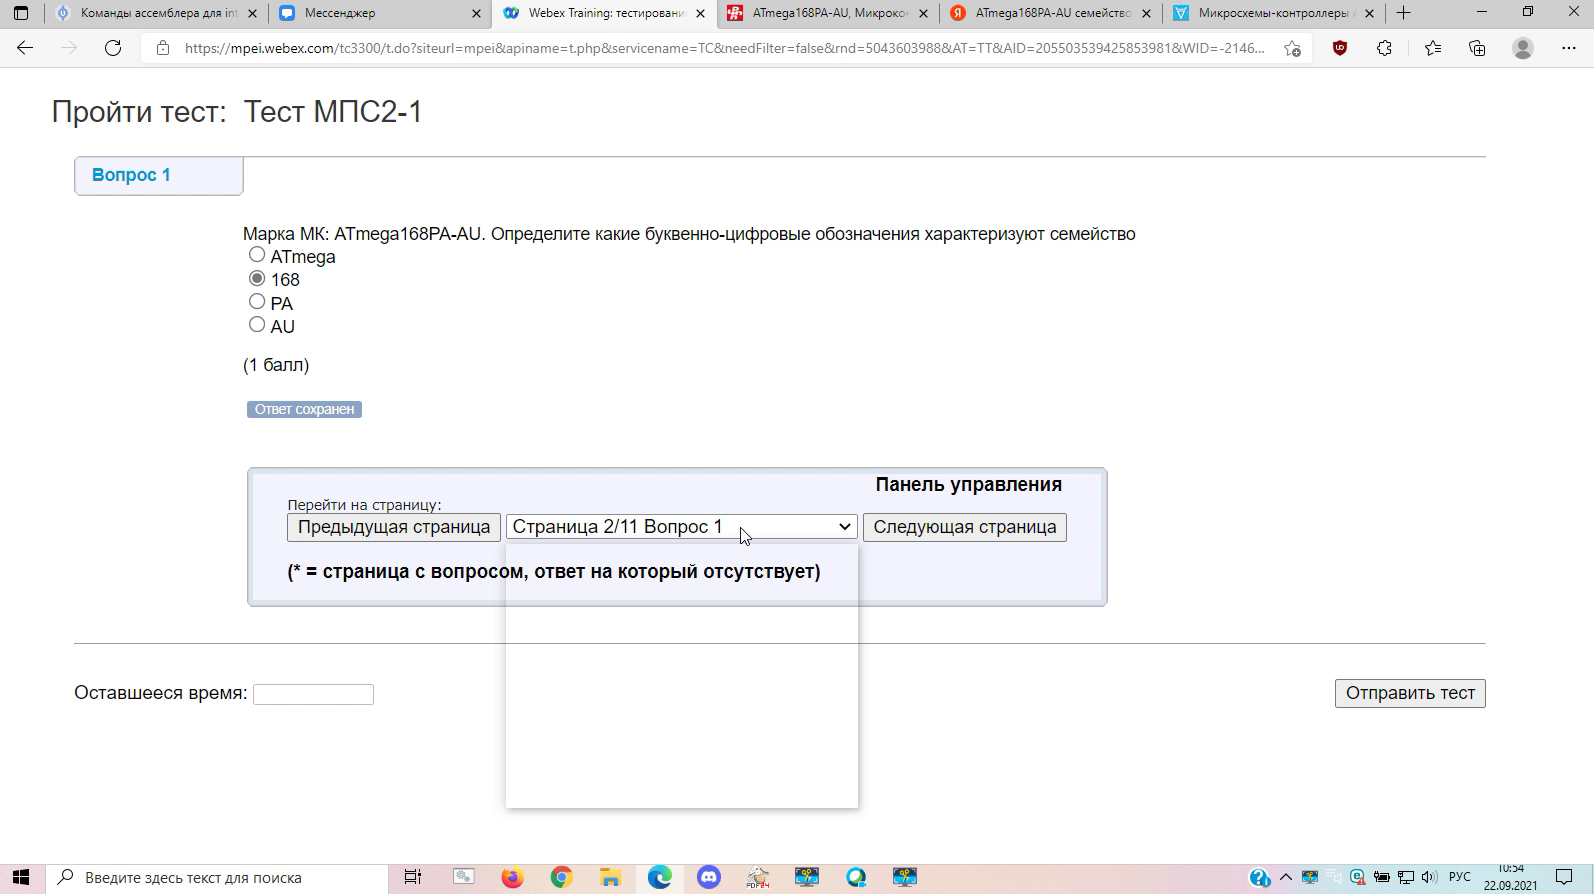 Команды ассемблера для int
Мессенджер
Webex Training: тестировани
ATmega168PA-AU, Микрокон
ATmega168PA-AU семейство
Микросхемы-контроллеры A
https://mpei.webex.com/tc3300/t.do?siteurl=mpei&apiname=t.php&servicename=TC&needFilter=false&rnd=5043603988&AT=TT&AID=205503539425853981&WID=-2146...
Пройти тест: Тест МПС2-1
Вопрос 1
Марка МК: ATmega168PA-AU. Определите какие буквенно-цифровые обозначения характеризуют семейство
ATmega
168
PA
AU
(1 балл)
Ответ сохранен
Панель управления
Перейти на страницу:
Предыдущая страница
Страница 2/11 Вопрос 1
Следующая страница
(* = страница с вопросом, ответ на который отсутствует)
Оставшееся время:
Отправить тест
Введите здесь текст для поиска
PDF24
РУС
10:54
22.09.2021